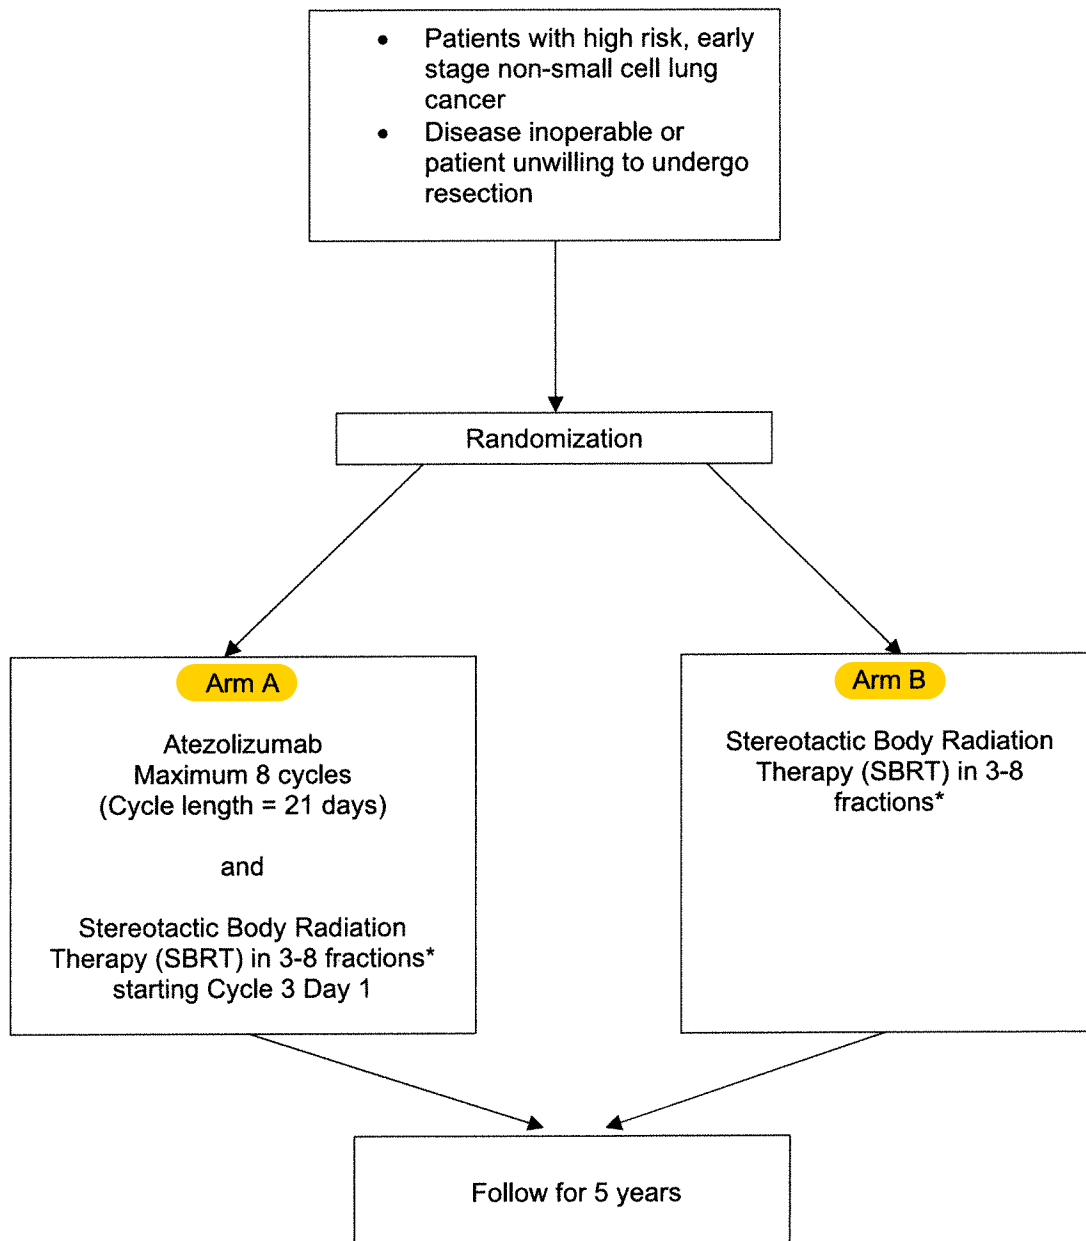 • Patients with high risk, early
stage non-small cell lung
cancer
• Disease inoperable or
patient unwilling to undergo
resection
Randomization
Arm A
Atezolizumab
Maximum 8 cycles
(Cycle length = 21 days)
and
Stereotactic Body Radiation
Therapy (SBRT) in 3-8 fractions*
starting Cycle 3 Day 1
Arm B
Stereotactic Body Radiation
Therapy (SBRT) in 3-8
fractions*
Follow for 5 years